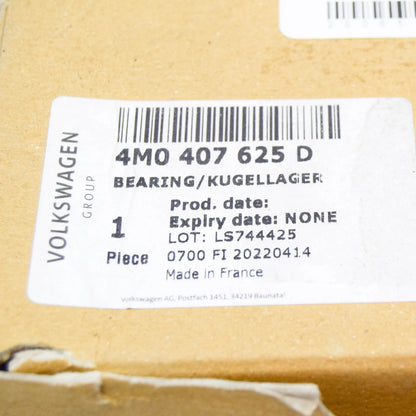 VOLKSWAGEN
GROUP
4M0 407 625 D
BEARING/KUGELLAGER
Prod. date:
1 Expiry date: NONE
LOT: LS744425
Piece 0700 FI 20220414
Made in France
Volkswagen AG, Postfach 1451, 34219 Baunatal